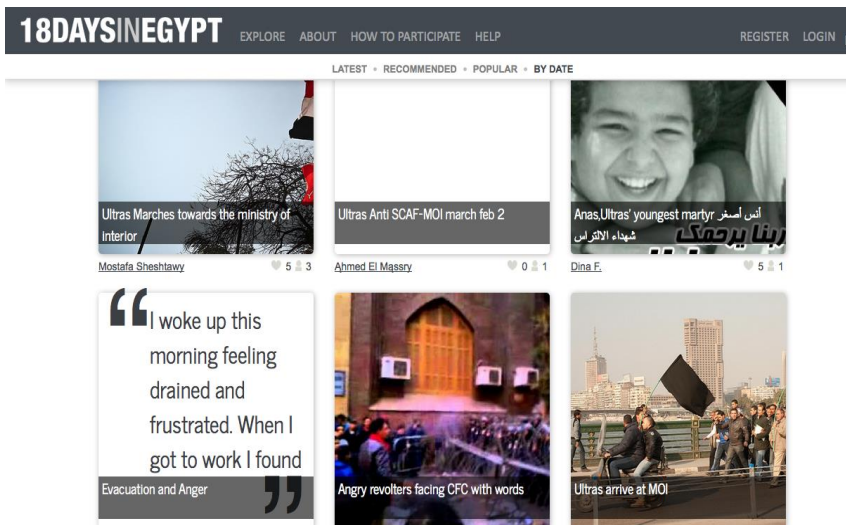 18DAYSINEGYPT EXPLORE ABOUT HOW TO PARTICIPATE HELP REGISTER LOGIN
LATEST • RECOMMENDED • POPULAR • BY DATE
Ultras Marches towards the ministry of
interior
Mostafa Sheshtawy 5 3
Ultras Anti SCAF-MOI march feb 2
Ahmed El Massry 0 1
Anas,Ultras' youngest martyr أنس أصغر
شهداء الالتراس
ربنا يرحمك
Dina F. 5 1
“I woke up this
morning feeling
drained and
frustrated. When I
got to work I found
Evacuation and Anger ”
Angry revolters facing CFC with words
Ultras arrive at MOI